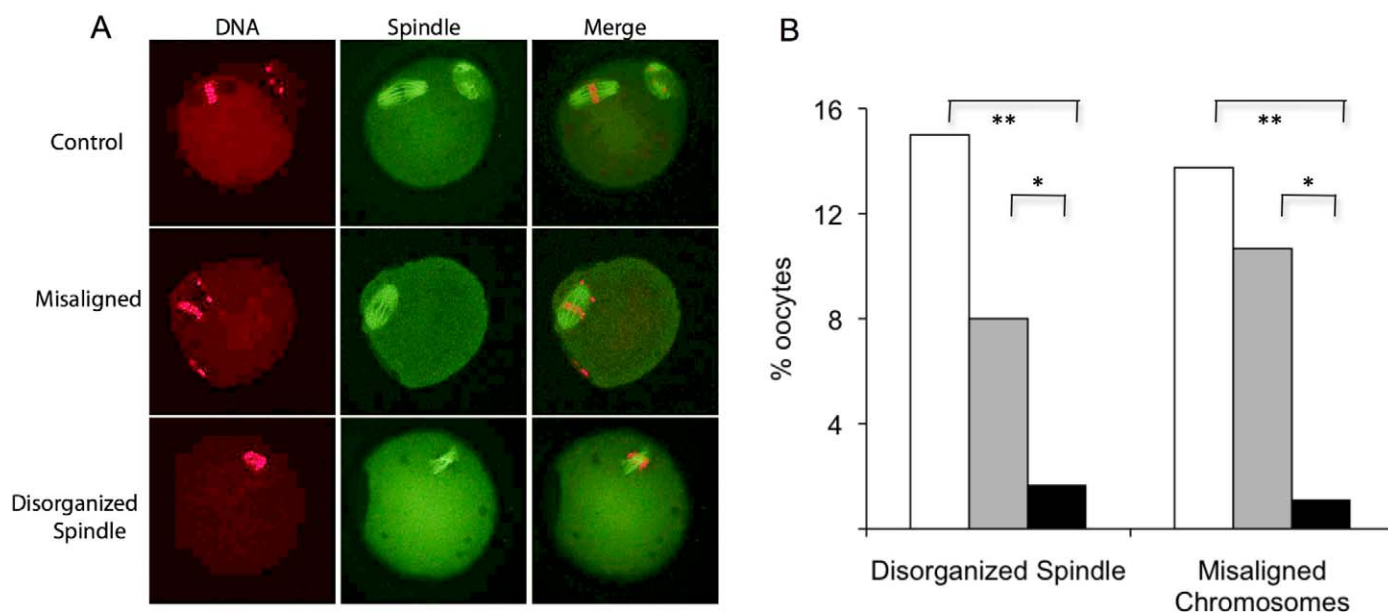 A
DNA Spindle Merge
Control
Misaligned
Disorganized
Spindle
B
% oocytes
16
12
8
4
** **
* *
Disorganized Spindle
Misaligned
Chromosomes